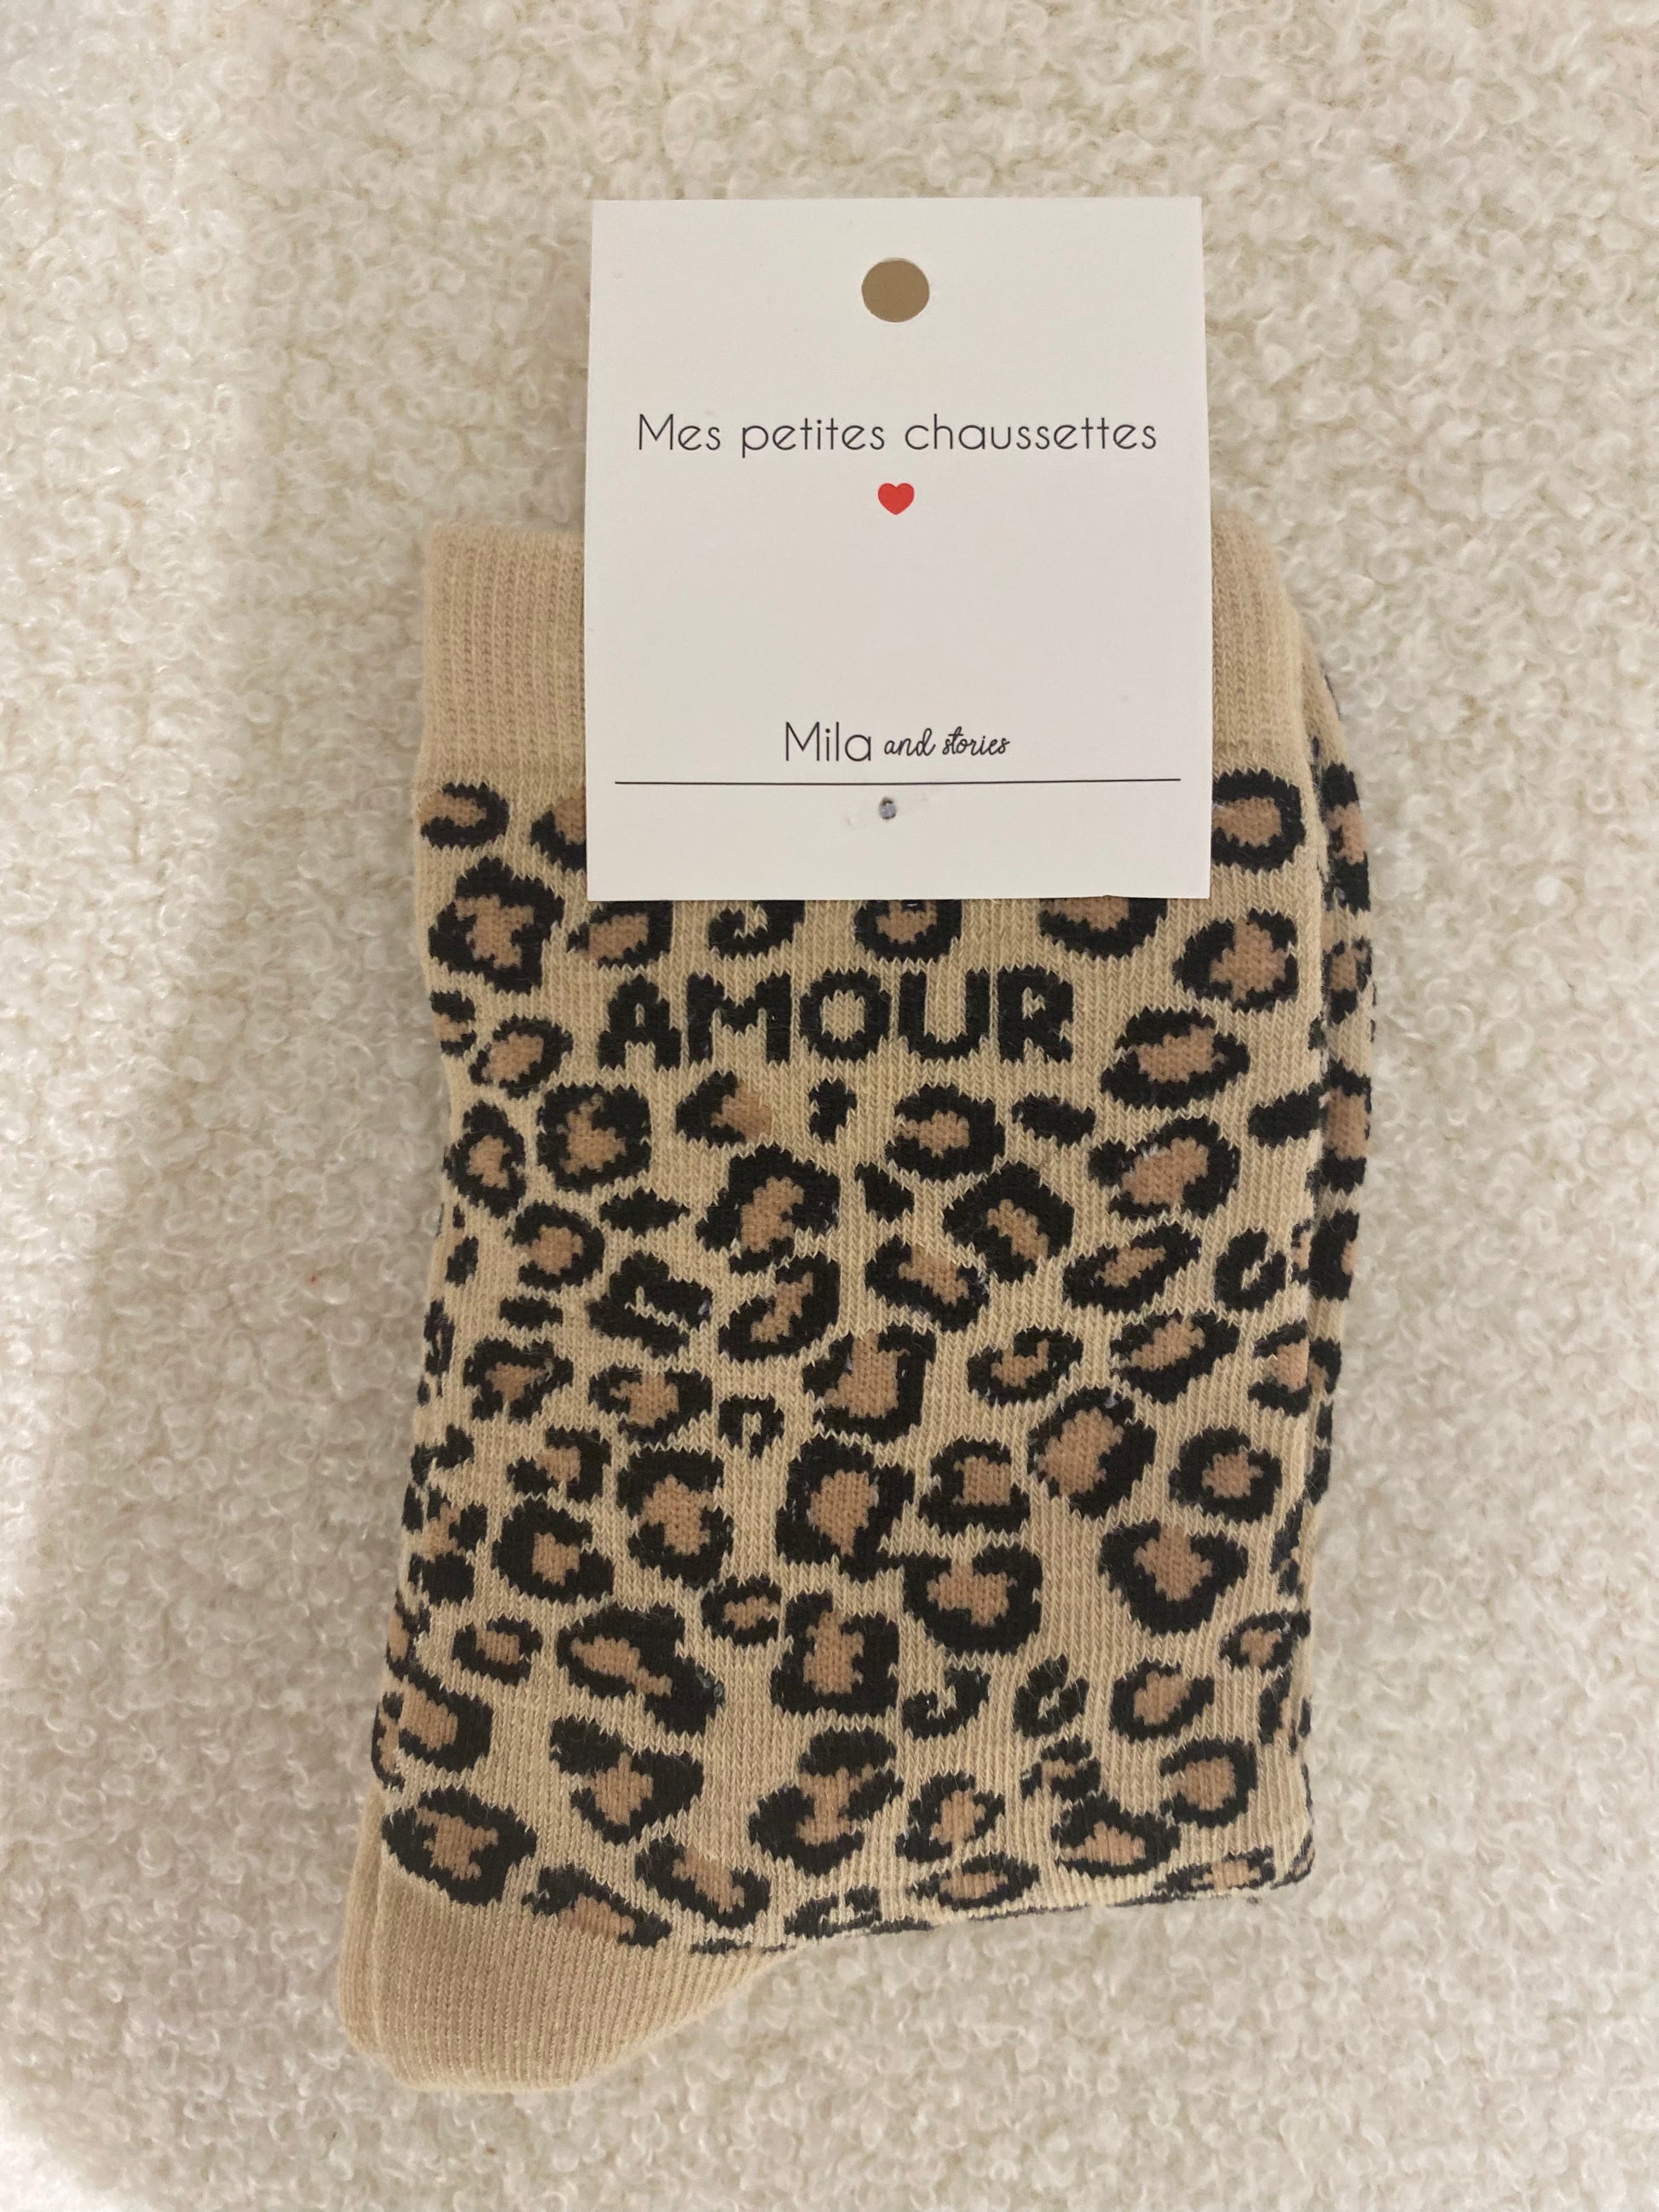 Mes petites chaussettes
Mila and stories
AMOUR